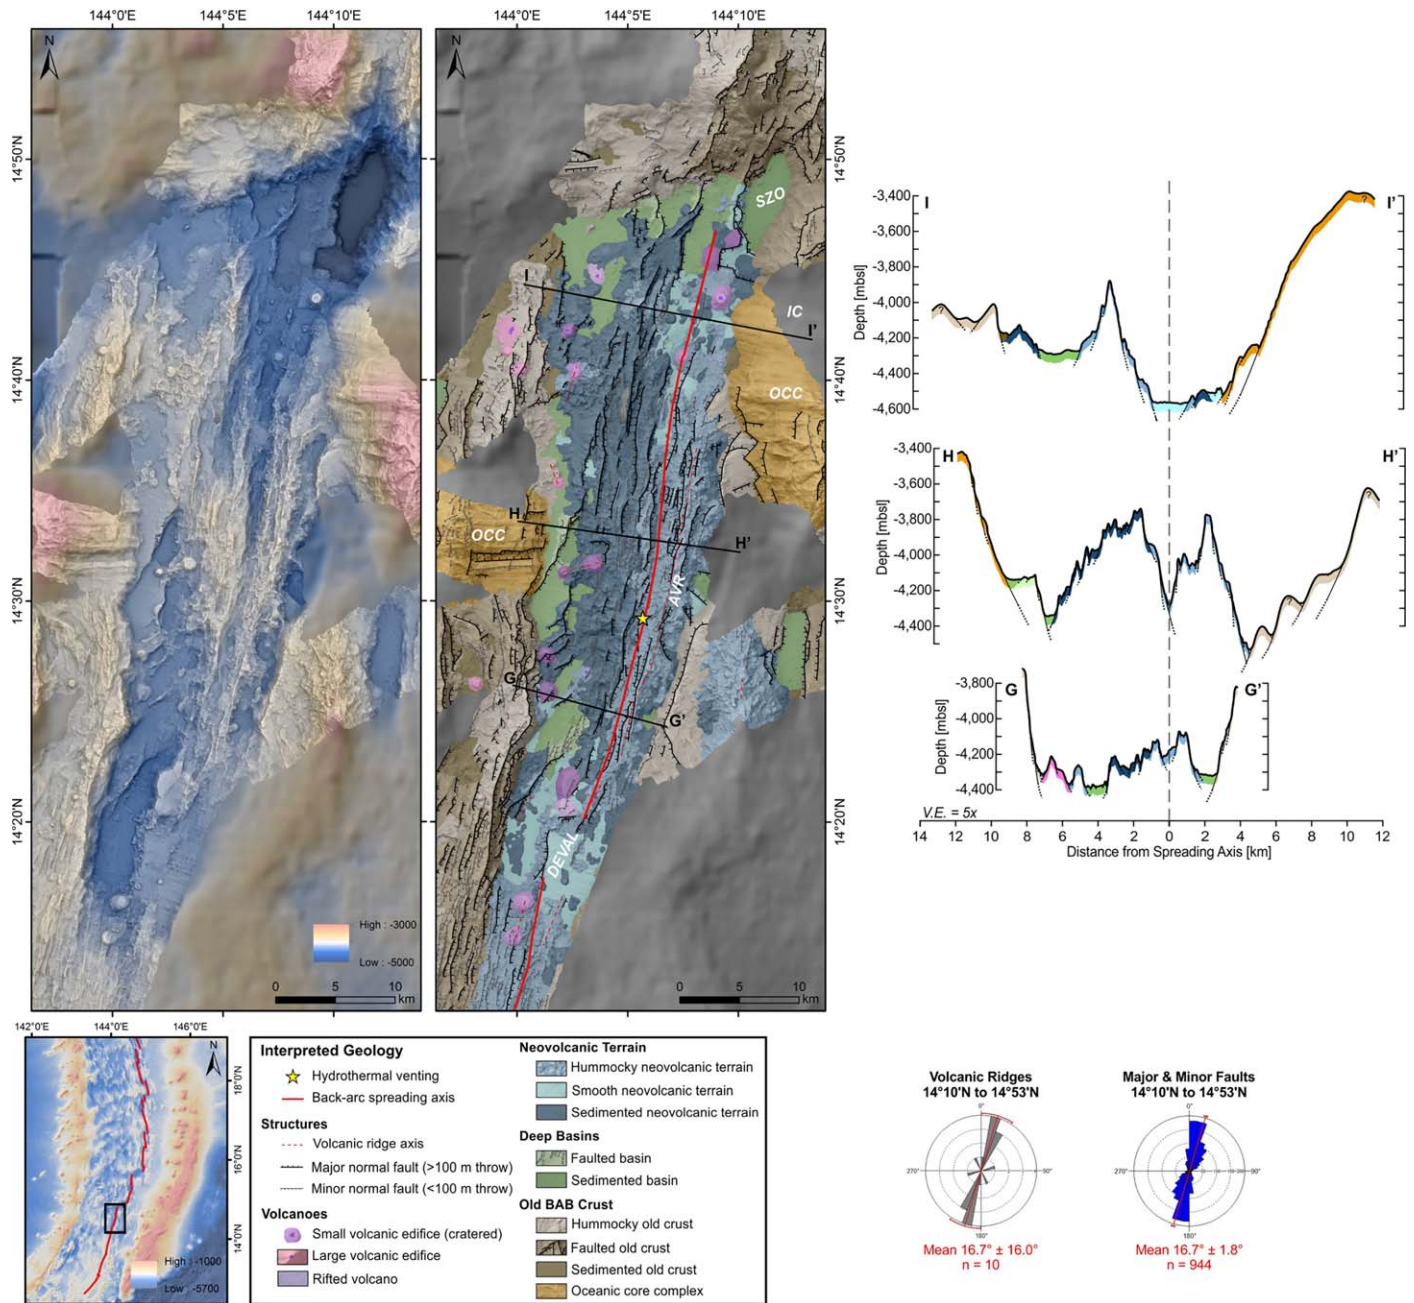 144°0'E 144°5'E 144°10'E
144°0'E 144°5'E 144°10'E
N
N
14°50'N
14°40'N
14°30'N
14°20'N
14°50'N
14°40'N
14°30'N
14°20'N
SZO
I
IC
I'
OCC
H
OCC
H'
AVR
G
G'
DEVAL
High : -3000
Low : -5000
0 5 10
km
0 5 10
km
I I'
Depth [mbsl]
-3,400
-3,600
-3,800
-4,000
-4,200
-4,400
-4,600
?
?
H H'
Depth [mbsl]
-3,400
-3,600
-3,800
-4,000
-4,200
-4,400
?
?
G G'
Depth [mbsl]
-3,800
-4,000
-4,200
-4,400
V.E. = 5x
14 12 10 8 6 4 2 0 2 4 6 8 10 12
Distance from Spreading Axis [km]
142°0'E 144°0'E 146°0'E
N
18°0'N
16°0'N
14°0'N
High : -1000
Low : -5700
Interpreted Geology
Hydrothermal venting
Back-arc spreading axis
Structures
Volcanic ridge axis
Major normal fault (>100 m throw)
Minor normal fault (<100 m throw)
Volcanoes
Small volcanic edifice (cratered)
Large volcanic edifice
Rifted volcano
Neovolcanic Terrain
Hummocky neovolcanic terrain
Smooth neovolcanic terrain
Sedimented neovolcanic terrain
Deep Basins
Faulted basin
Sedimented basin
Old BAB Crust
Hummocky old crust
Faulted old crust
Sedimented old crust
Oceanic core complex
Volcanic Ridges
14°10'N to 14°53'N
0°
270° 90°
180°
Mean 16.7° ± 16.0°
n = 10
Major & Minor Faults
14°10'N to 14°53'N
0°
270° 90°
180°
Mean 16.7° ± 1.8°
n = 944